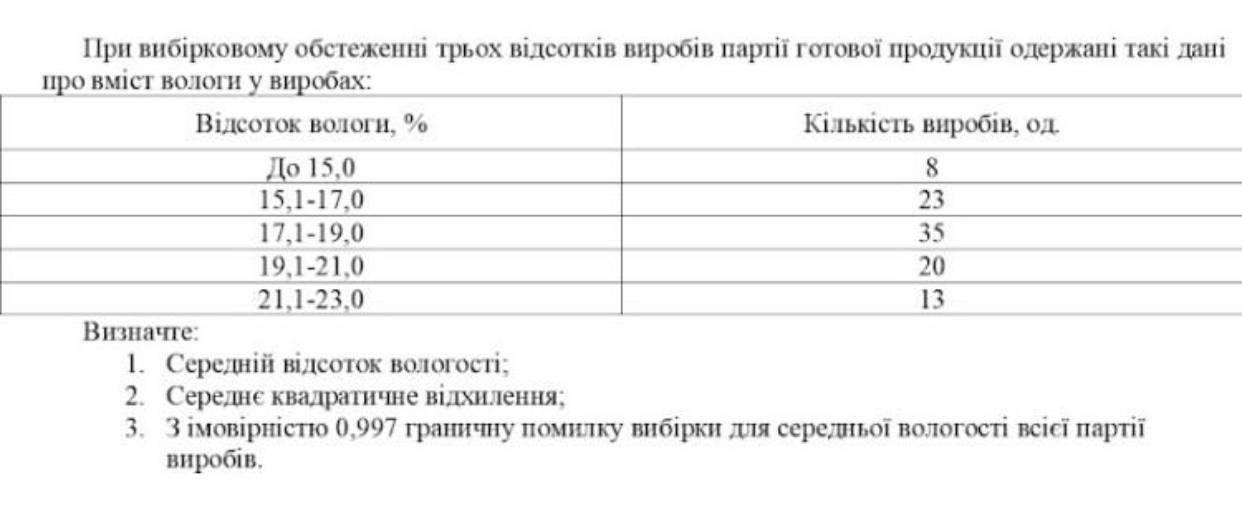 При вибірковому обстеженні трьох відсотків виробів партії готової продукції одержані такі дані
про вміст вологи у виробах:
Відсоток вологи, % Кількість виробів, од.
До 15,0 8
15,1-17,0 23
17,1-19,0 35
19,1-21,0 20
21,1-23,0 13
Визначте:
1. Середній відсоток вологості;
2. Середнє квадратичне відхилення;
3. З імовірністю 0,997 граничну помилку вибірки для середньої вологості всієї партії
виробів.